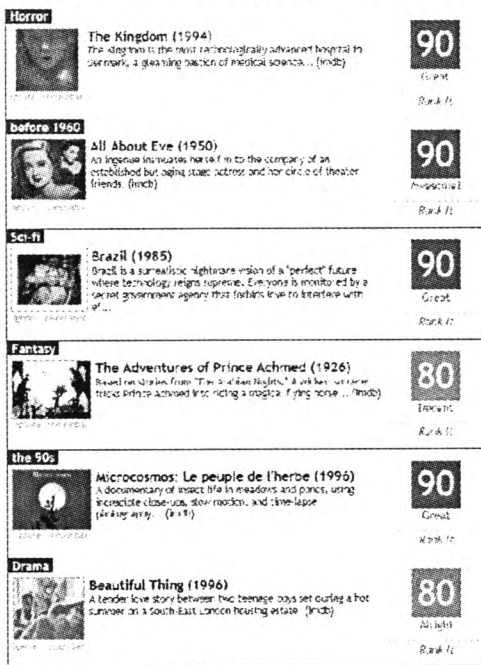 Horror
The Kingdom (1994)
The Kingdom is the most technologically advanced hospital in
Denmark, a gleaming bastion of medical science... (imdb)
90
Great
Rank It
before 1960
All About Eve (1950)
An ingenue insinuates herself in to the company of an
established but aging stage actress and her circle of theater
friends. (imdb)
90
Awesome!
Rank It
Sci-fi
Brazil (1985)
Brazil is a surrealistic nightmare vision of a "perfect" future
where technology reigns supreme. Everyone is monitored by a
secret government agency that forbids love to interfere with
ef...
90
Great
Rank It
Fantasy
The Adventures of Prince Achmed (1926)
Based on stories from "The Arabian Nights." A wicked sorcerer
tricks Prince Achmed into riding a magical flying horse... (imdb)
80
Decent
Rank It
the 90s
Microcosmos: Le peuple de l'herbe (1996)
A documentary of insect life in meadows and ponds, using
incredible close-ups, slow motion, and time-lapse
photography. (imdb)
90
Great
Rank It
Drama
Beautiful Thing (1996)
A tender love story between two teenage boys set during a hot
summer on a South-East London housing estate. (imdb)
80
Alright
Rank It